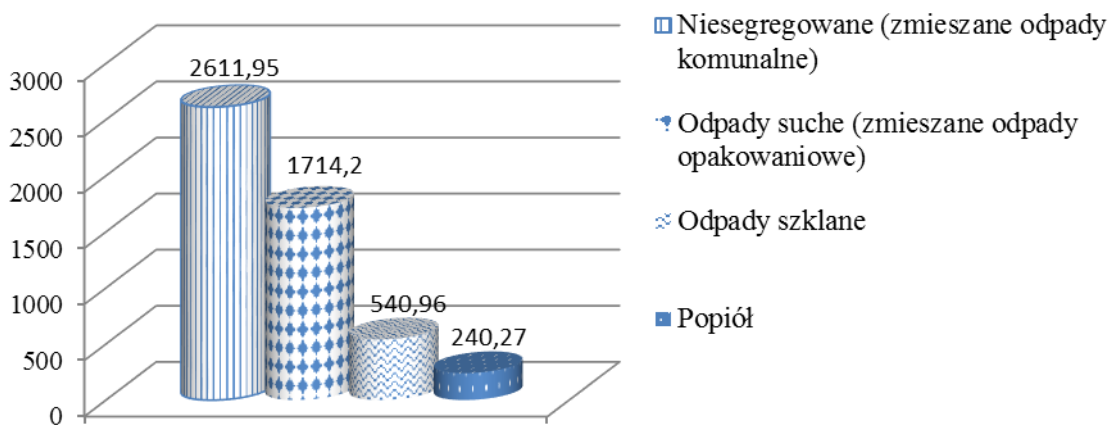 3000
2500
2000
1500
1000
500
0
2611,95
1714,2
540,96
240,27
Niesegregowane (zmieszane odpady
komunalne)
Odpady suche (zmieszane odpady
opakowaniowe)
Odpady szklane
Popiół